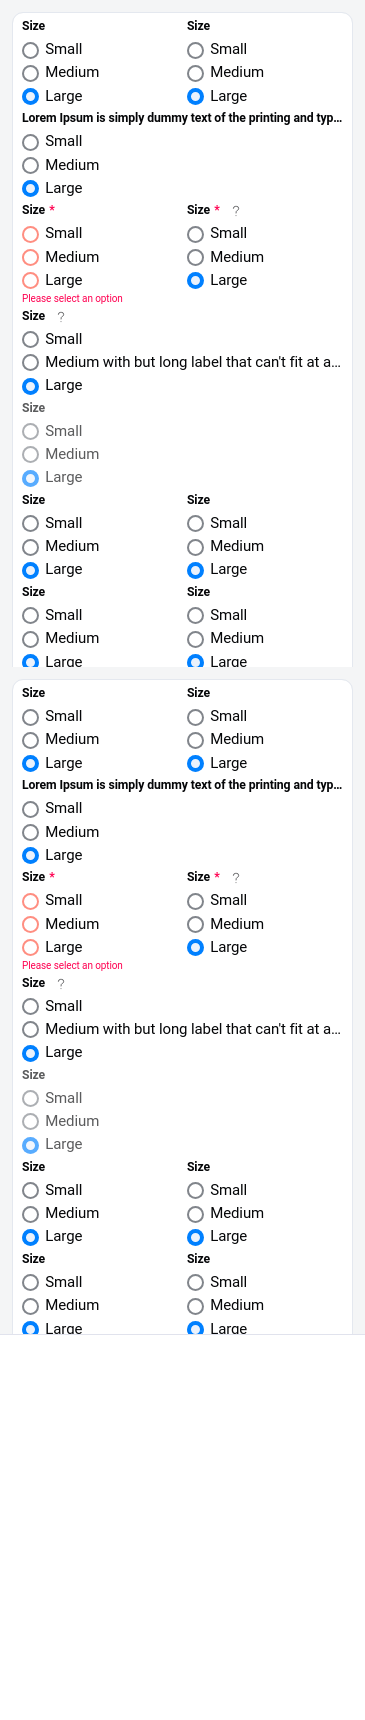 Size Size
Small Small
Medium Medium
Large Large
Lorem Ipsum is simply dummy text of the printing and typ...
Small
Medium
Large
Size * Size * ?
Small Small
Medium Medium
Large Large
Please select an option
Size ?
Small
Medium with but long label that can't fit at a...
Large
Size
Small
Medium
Large
Size Size
Small Small
Medium Medium
Large Large
Size Size
Small Small
Medium Medium
Large Large
Size Size
Small Small
Medium Medium
Large Large
Lorem Ipsum is simply dummy text of the printing and typ...
Small
Medium
Large
Size * Size * ?
Small Small
Medium Medium
Large Large
Please select an option
Size ?
Small
Medium with but long label that can't fit at a...
Large
Size
Small
Medium
Large
Size Size
Small Small
Medium Medium
Large Large
Size Size
Small Small
Medium Medium
Large Large